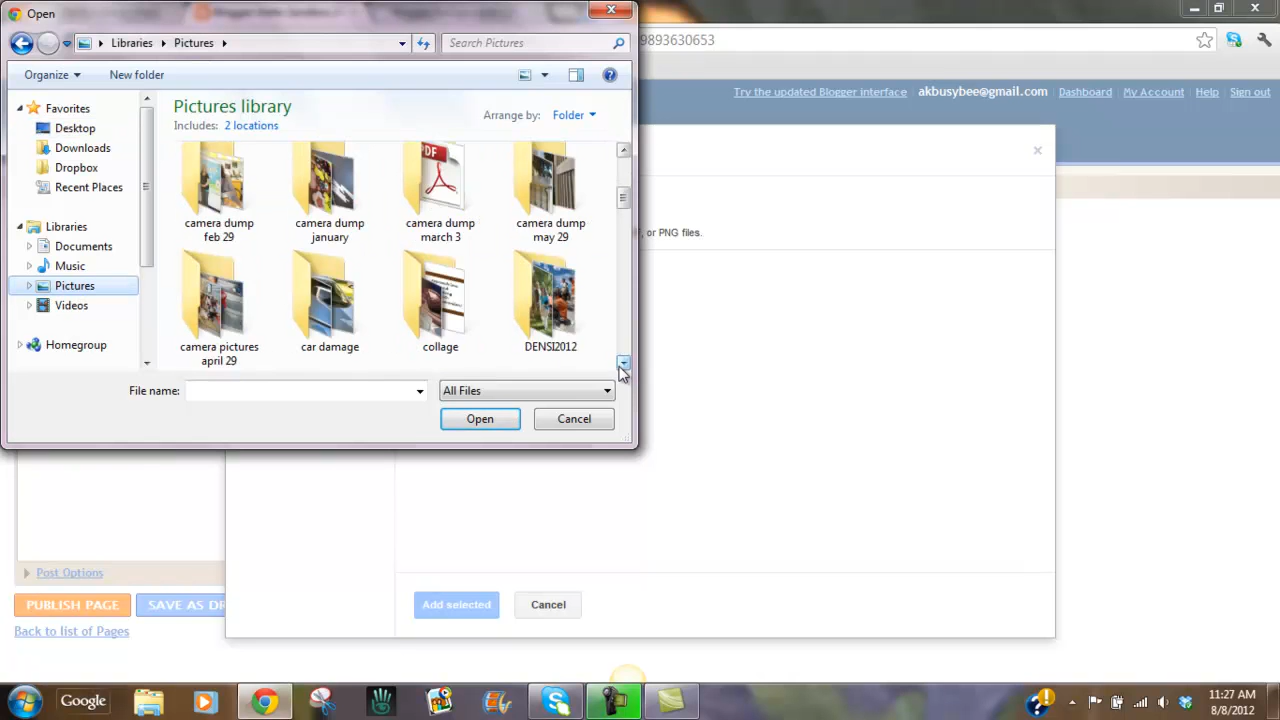 Open
9893630653
Libraries Pictures
Search Pictures
Organize New folder
Try the updated Blogger interface akbusybee@gmail.com Dashboard My Account Help Sign out
Favorites
Desktop
Downloads
Dropbox
Recent Places
Libraries
Documents
Music
Pictures
Videos
Homegroup
Pictures library
Includes: 2 locations
Arrange by: Folder
PDF
camera dump feb 29
camera dump january
camera dump march 3
camera dump may 29
camera pictures april 29
car damage
collage
DENSI2012
, or PNG files.
File name:
All Files
Open Cancel
Post Options
PUBLISH PAGE SAVE AS DR
Back to list of Pages
Add selected Cancel
Google
11:27 AM
8/8/2012